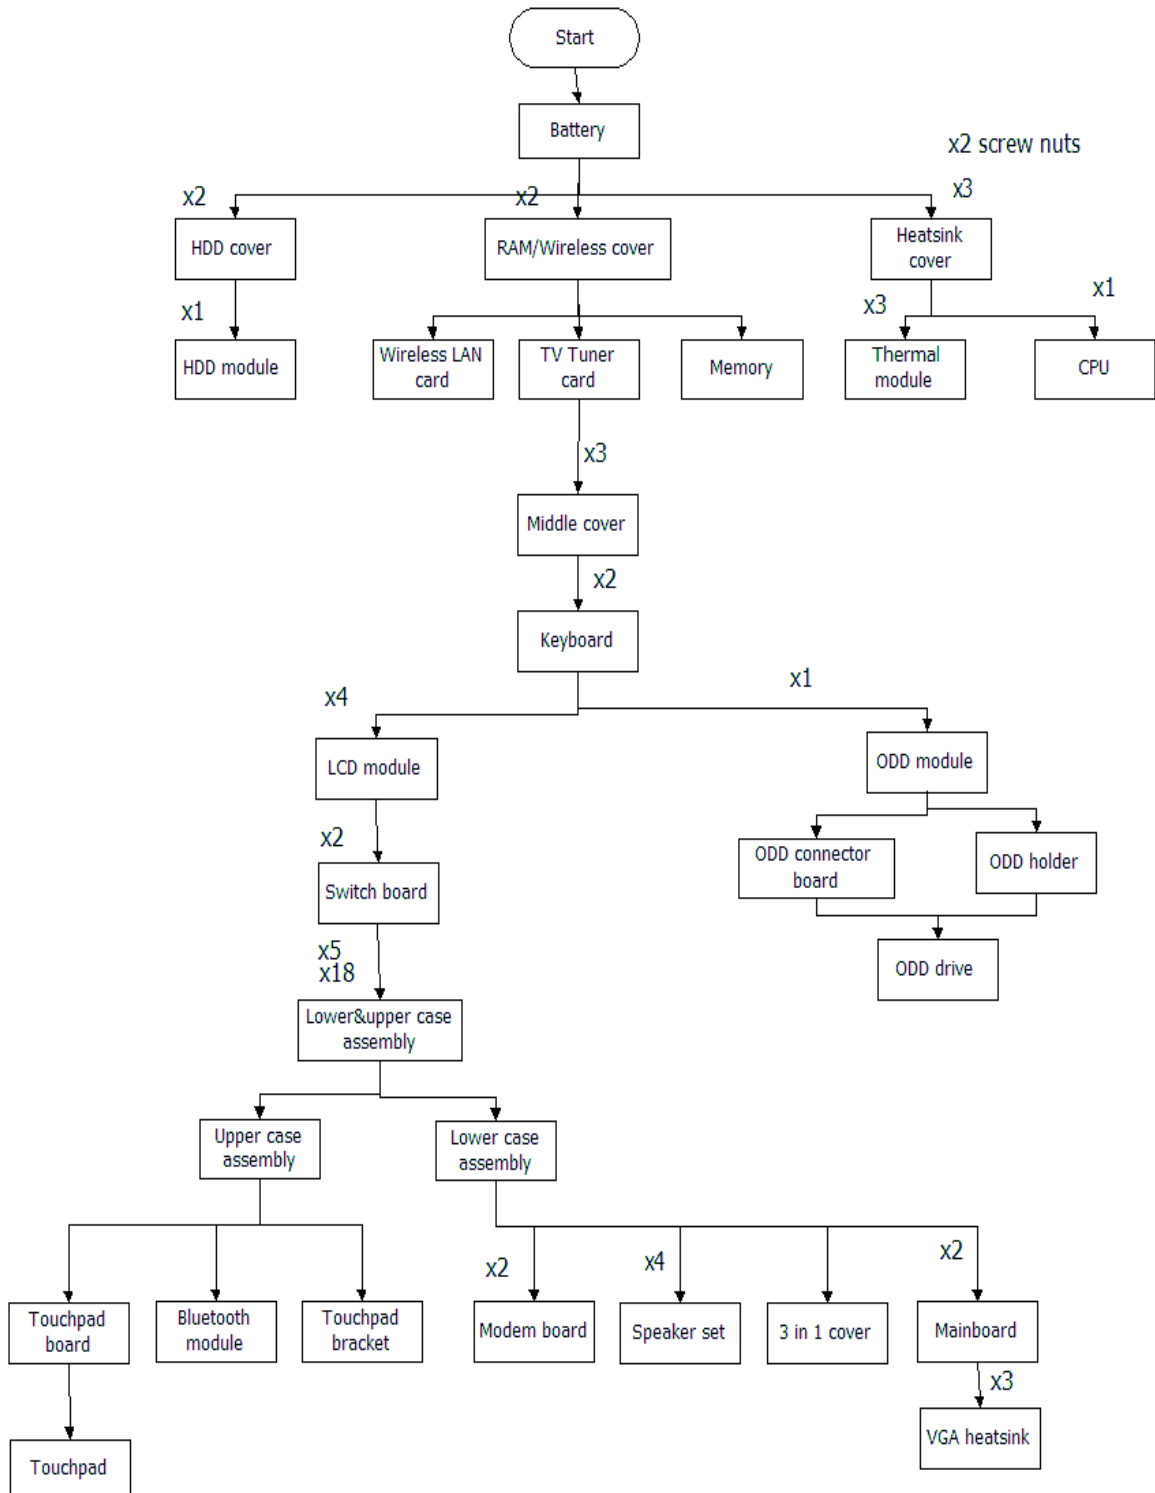 Start
Battery
x2 screw nuts
x2
x2
x3
HDD cover
RAM/Wireless cover
Heatsink
cover
x1
x3
x1
HDD module
Wireless LAN
card
TV Tuner
card
Memory
Thermal
module
CPU
x3
Middle cover
x2
Keyboard
x4
x1
LCD module
ODD module
x2
ODD connector
board
ODD holder
Switch board
x5
x18
ODD drive
Lower&upper case
assembly
Upper case
assembly
Lower case
assembly
x2
x4
x2
Touchpad
board
Bluetooth
module
Touchpad
bracket
Modem board
Speaker set
3 in 1 cover
Mainboard
x3
VGA heatsink
Touchpad